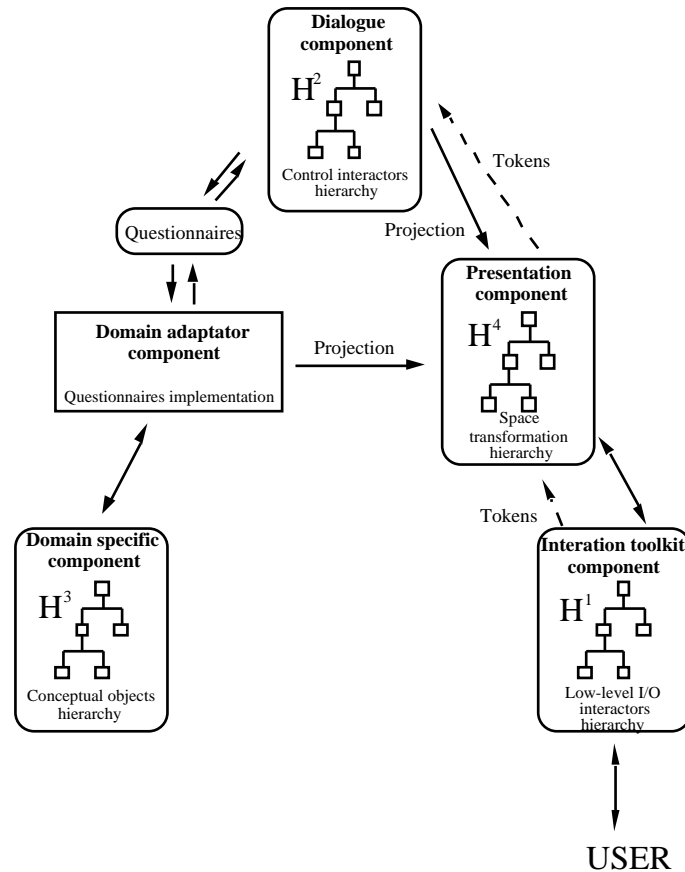 Dialogue
component
H2
Control interactors
hierarchy
Tokens
Questionnaires
Projection
Presentation
component
H4
Space
transformation
hierarchy
Domain adaptator
component
Questionnaires implementation
Projection
Tokens
Domain specific
component
H3
Conceptual objects
hierarchy
Interation toolkit
component
H1
Low-level I/O
interactors
hierarchy
USER